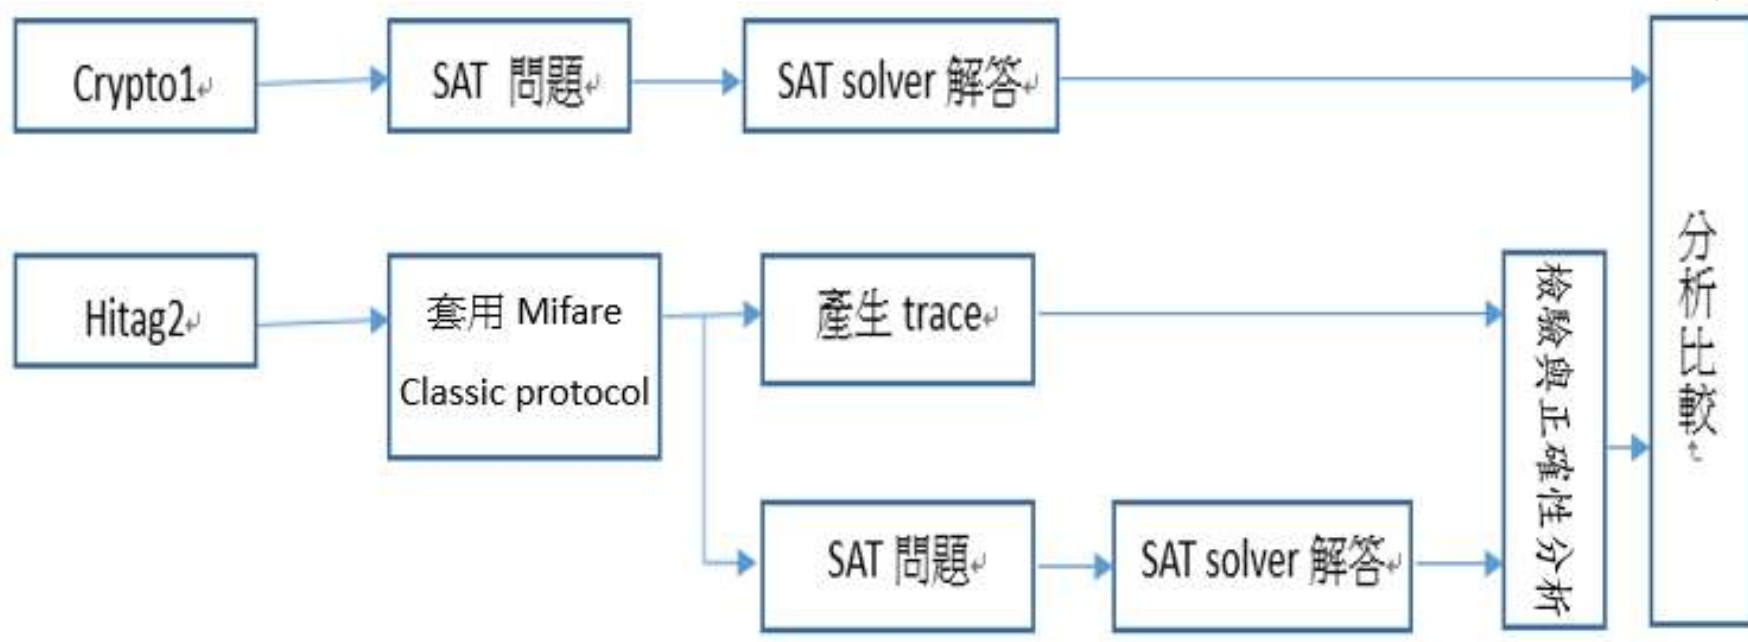 Crypto1
SAT 問題
SAT solver 解答
Hitag2
套用 Mifare
Classic protocol
產生 trace
SAT 問題
SAT solver 解答
檢驗與正確性分析
分析比較